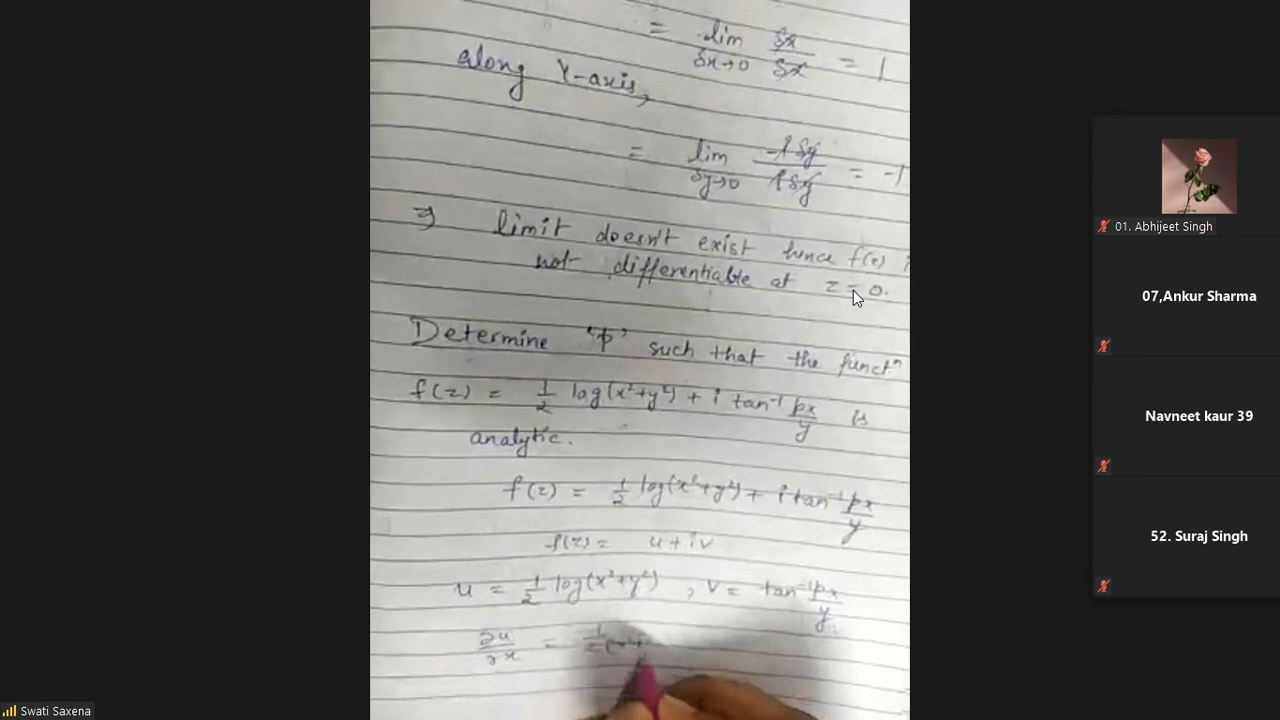 = lim δx→0 δx/δx = 1
along Y-axis,
= lim δy→0 -iδy/iδy = -1
⇒ limit doesn't exist hence f(z) i
not differentiable at z = 0.
Determine 'p' such that the functⁿ
f(z) = 1/2 log(x²+y²) + i tan⁻¹ px/y is
analytic.
f(z) = 1/2 log(x²+y²) + i tan⁻¹ px/y
f(z) = u + iv
u = 1/2 log(x²+y²) , v = tan⁻¹ px/y
∂u/∂x =
01. Abhijeet Singh
07,Ankur Sharma
Navneet kaur 39
52. Suraj Singh
Swati Saxena